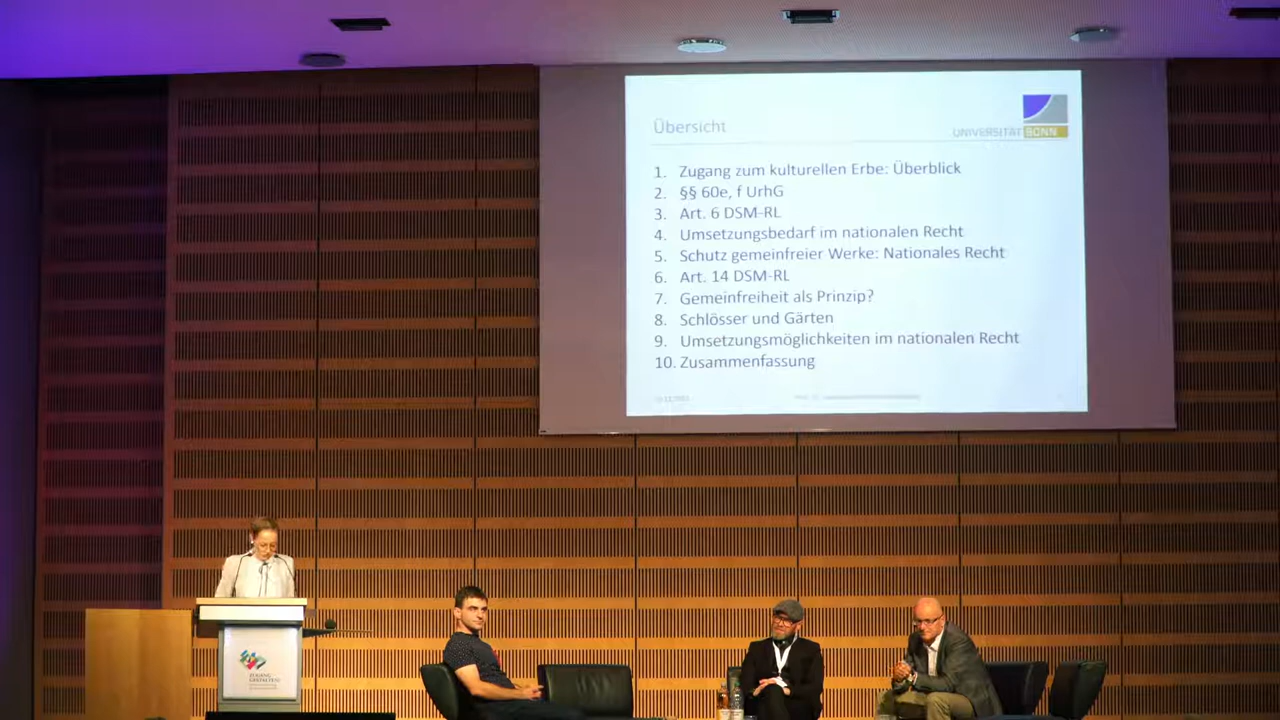 Übersicht
UNIVERSITÄT BONN
1. Zugang zum kulturellen Erbe: Überblick
2. §§ 60e, f UrhG
3. Art. 6 DSM-RL
4. Umsetzungsbedarf im nationalen Recht
5. Schutz gemeinfreier Werke: Nationales Recht
6. Art. 14 DSM-RL
7. Gemeinfreiheit als Prinzip?
8. Schlösser und Gärten
9. Umsetzungsmöglichkeiten im nationalen Recht
10. Zusammenfassung
ZUGANG
GESTALTEN!